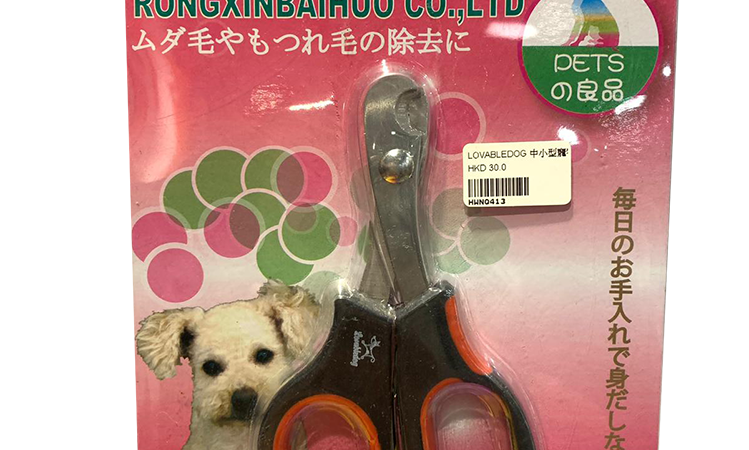 RONGXINBAIHUO CO.,LTD
ムダ毛やもつれ毛の除去に
PETS
の良品
LOVABLEDOG 中小型
HKD 30.0
HWN0413
毎日のお手入れで身だしな
Lovabledog